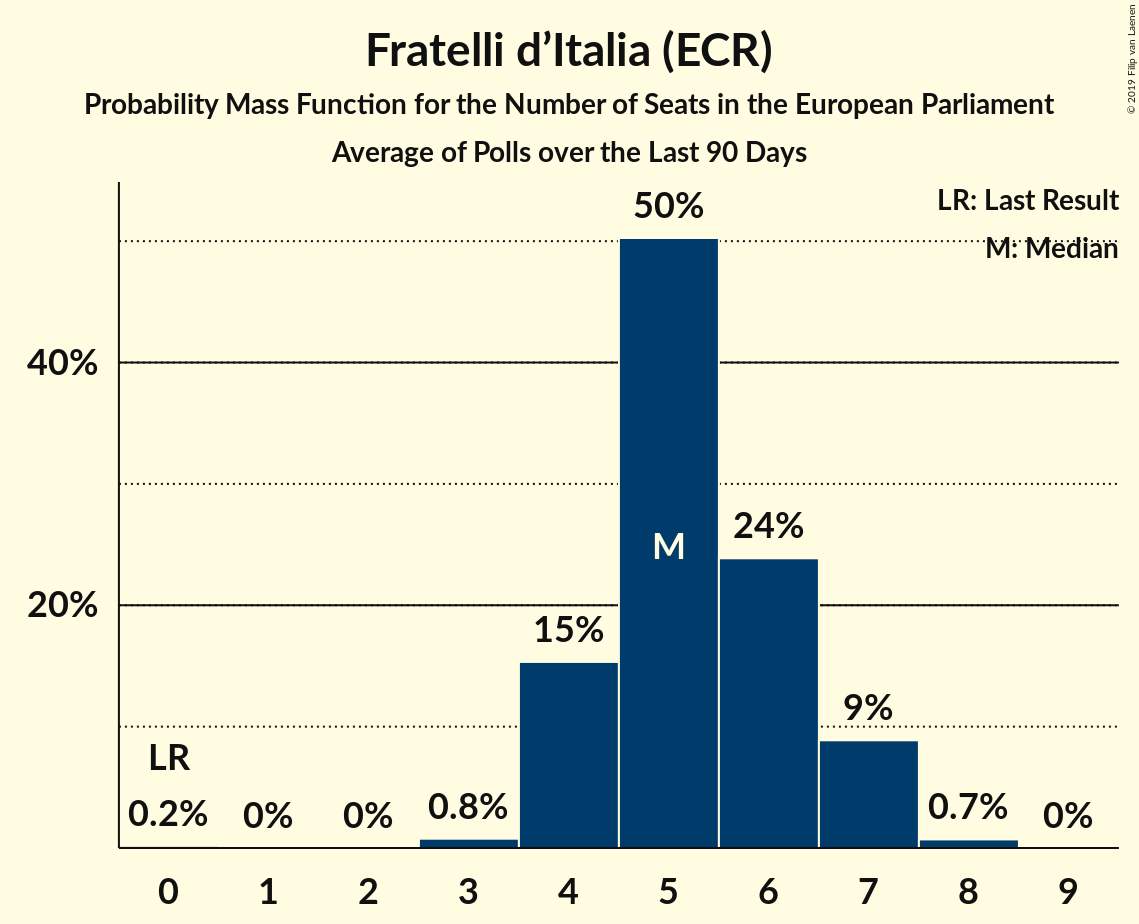 Fratelli d’Italia (ECR)
Probability Mass Function for the Number of Seats in the European Parliament
Average of Polls over the Last 90 Days
© 2019 Filip van Laenen
LR: Last Result
M: Median
50%
40%
24%
M
20%
15%
9%
LR
0.2%
0%
0%
0.8%
0.7%
0%
0 1 2 3 4 5 6 7 8 9